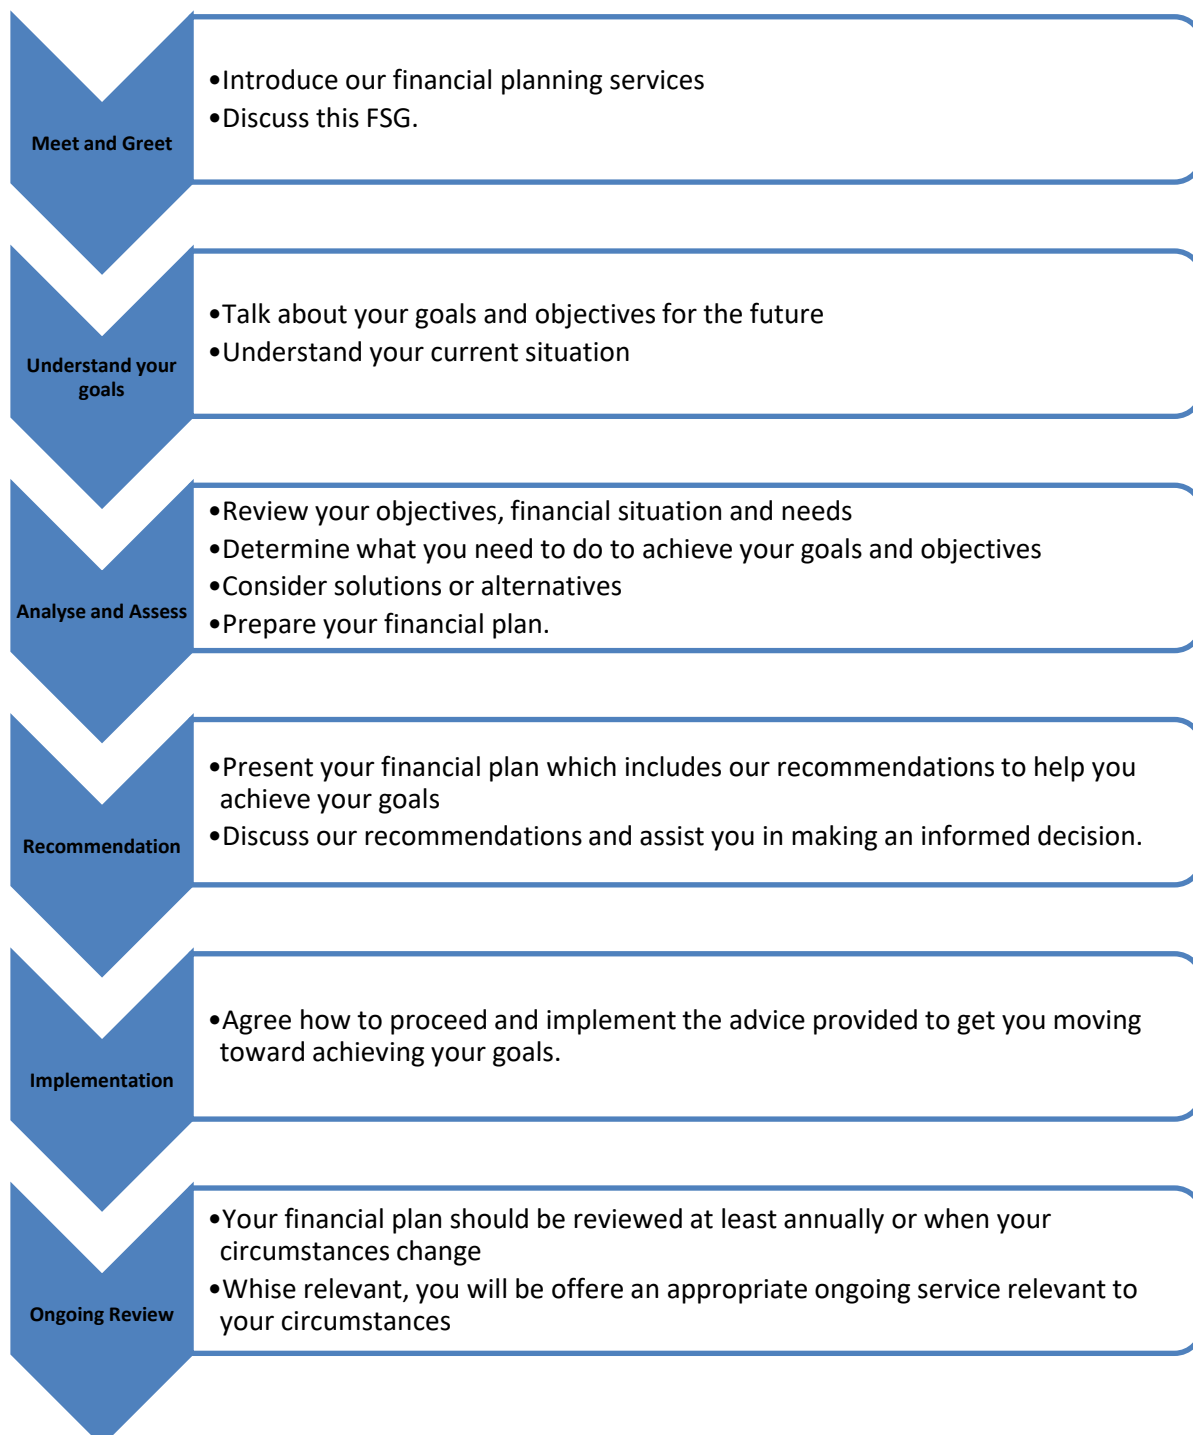 Meet and Greet
•Introduce our financial planning services
•Discuss this FSG.
Understand your
goals
•Talk about your goals and objectives for the future
•Understand your current situation
Analyse and Assess
•Review your objectives, financial situation and needs
•Determine what you need to do to achieve your goals and objectives
•Consider solutions or alternatives
•Prepare your financial plan.
Recommendation
•Present your financial plan which includes our recommendations to help you
achieve your goals
•Discuss our recommendations and assist you in making an informed decision.
Implementation
•Agree how to proceed and implement the advice provided to get you moving
toward achieving your goals.
Ongoing Review
•Your financial plan should be reviewed at least annually or when your
circumstances change
•Whise relevant, you will be offere an appropriate ongoing service relevant to
your circumstances